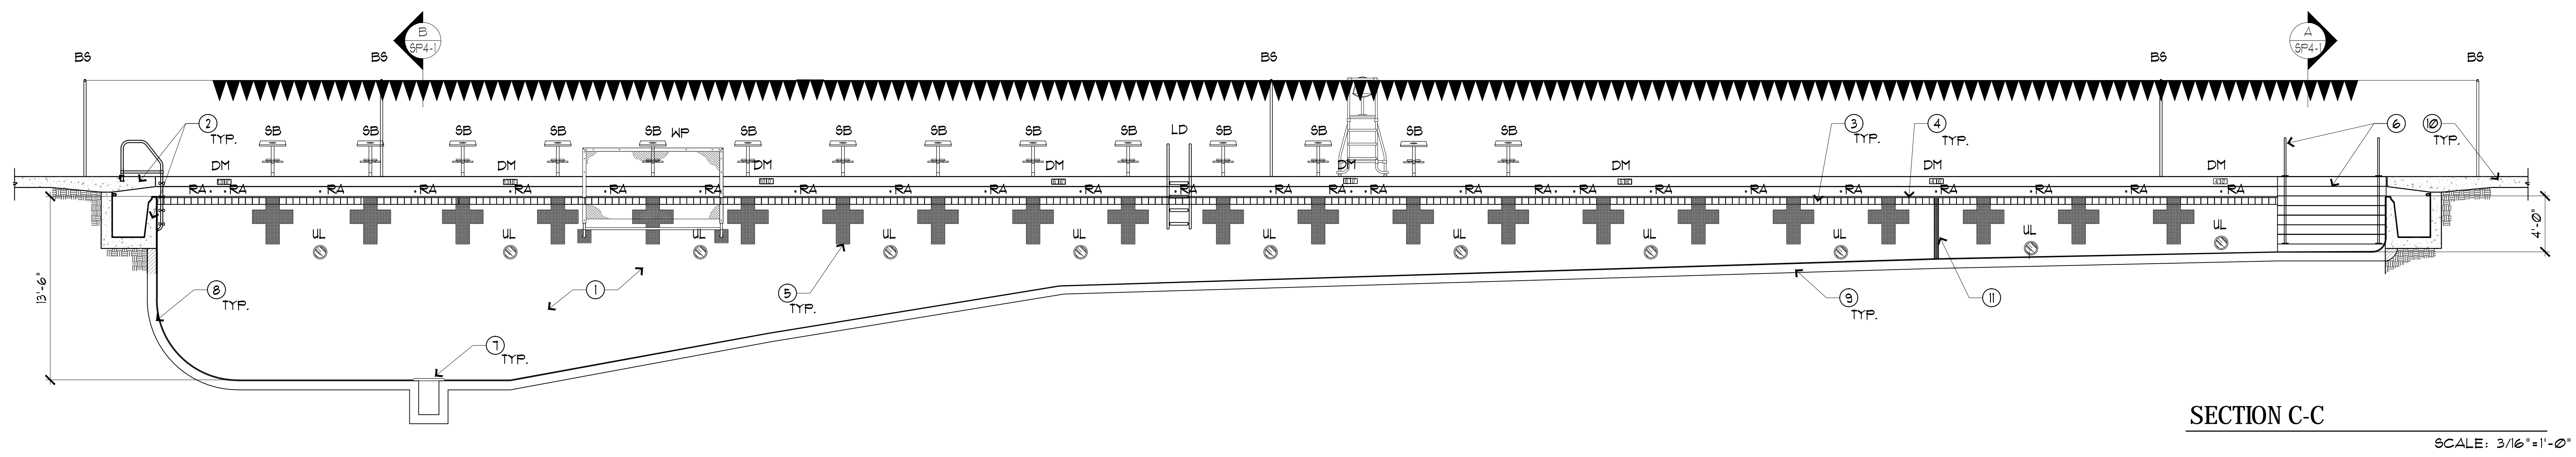 B
SP4-1
A
SP4-1
BS BS BS BS BS
2
TYP.
SB SB SB SB SB WP SB SB SB SB SB LD SB SB SB SB
3
TYP.
4
TYP.
6
10
TYP.
DM DM DM DM DM DM DM DM
RA RA RA RA RA RA RA RA RA RA RA RA RA RA RA RA RA RA RA RA RA RA RA RA RA
UL UL UL UL UL UL UL UL UL UL UL
13'-6"
4'-0"
8
TYP.
1
5
TYP.
9
TYP.
11
7
TYP.
SECTION C-C
SCALE: 3/16"=1'-0"